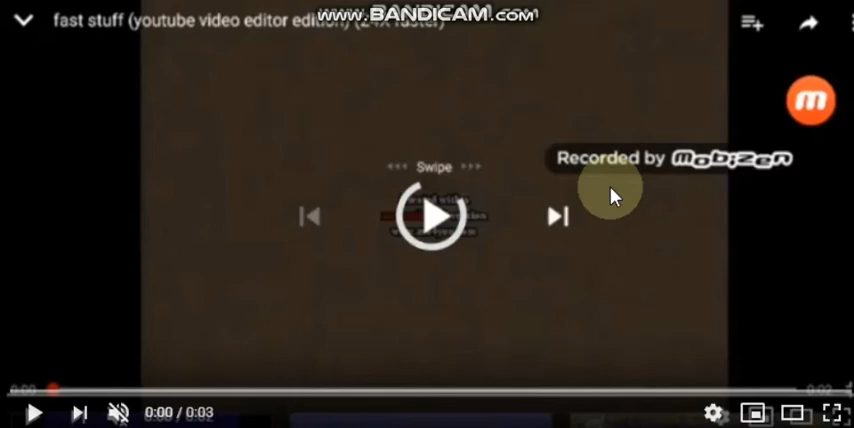 www.BANDICAM.com
fast stuff (youtube video editor edition) (24X faster)
Recorded by mobizen
<<< Swipe >>>
0:00
0:02
0:00 / 0:03